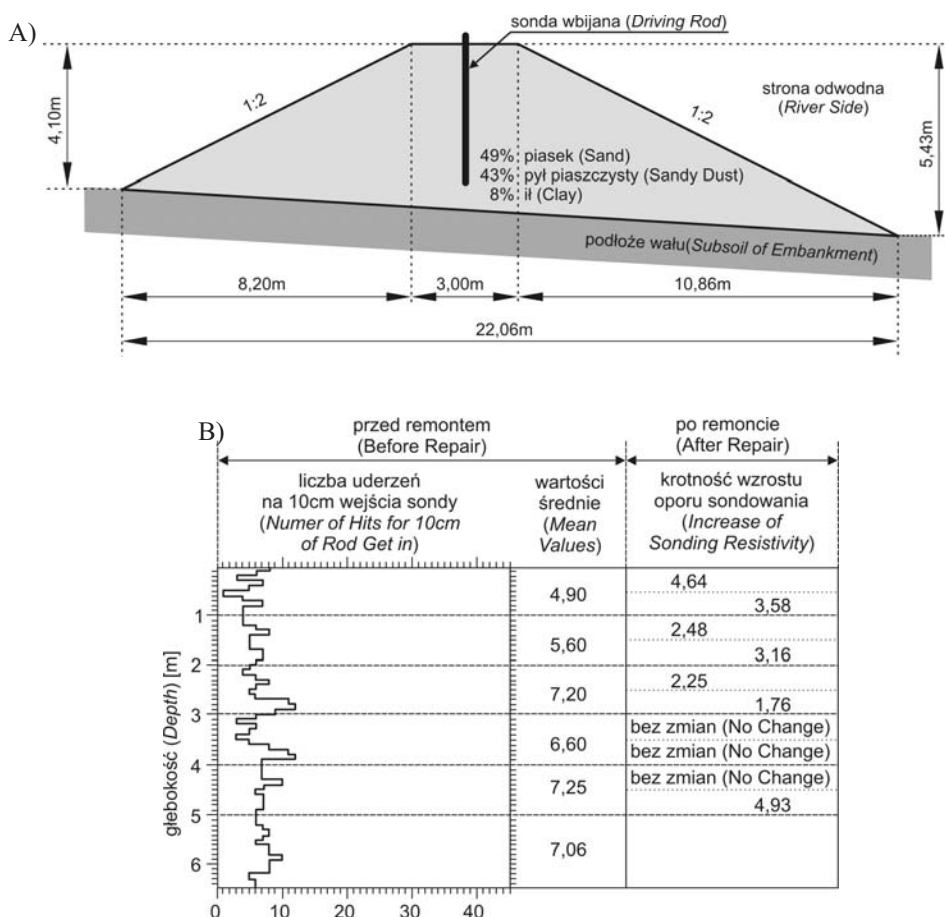 A)
sonda wbijana (Driving Rod)
4,10m
1:2
1:2
strona odwodna
(River Side)
5,43m
49% piasek (Sand)
43% pył piaszczysty (Sandy Dust)
8% ił (Clay)
podłoże wału(Subsoil of Embankment)
8,20m
3,00m
10,86m
22,06m
B)
przed remontem
(Before Repair)
po remoncie
(After Repair)
liczba uderzeń
na 10cm wejścia sondy
(Numer of Hits for 10cm
of Rod Get in)
wartości
średnie
(Mean
Values)
krotność wzrostu
oporu sondowania
(Increase of
Sonding Resistivity)
głebokość (Depth) [m]
1
2
3
4
5
6
0
10
20
30
40
4,90
5,60
7,20
6,60
7,25
7,06
4,64
3,58
2,48
3,16
2,25
1,76
bez zmian (No Change)
bez zmian (No Change)
bez zmian (No Change)
4,93